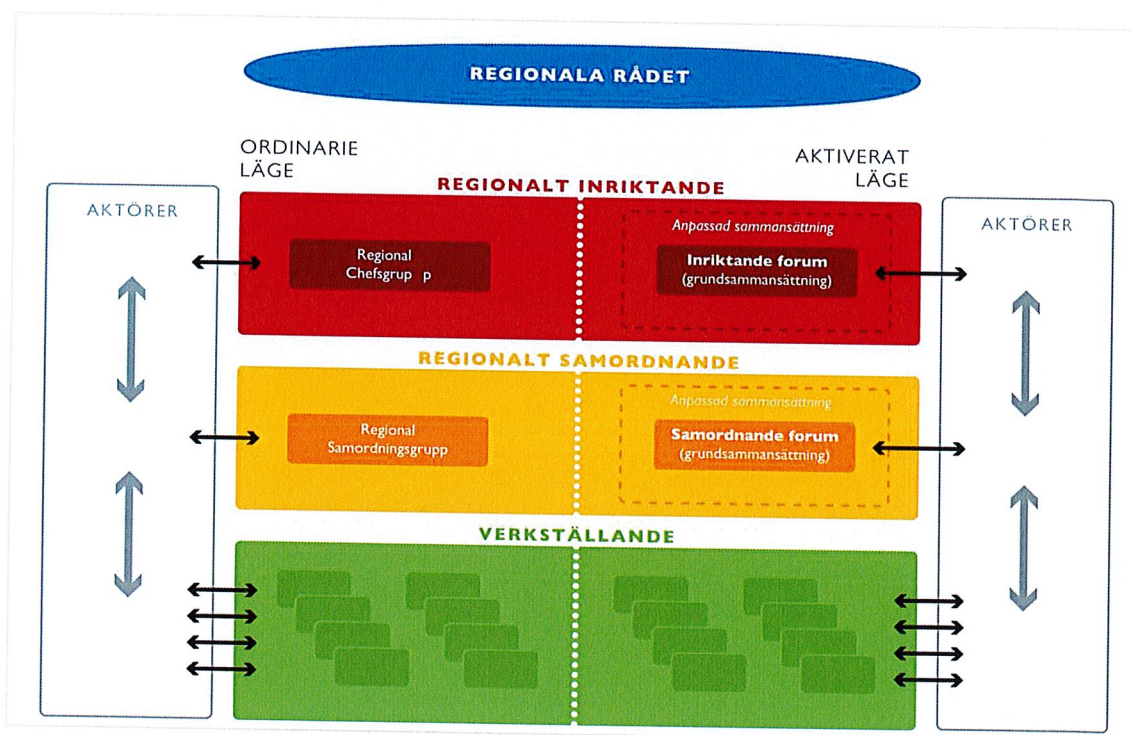 REGIONALA RÅDET
ORDINARIE
LÄGE
AKTIVERAT
LÄGE
REGIONALT INRIKTANDE
AKTÖRER
AKTÖRER
Regional
Chefsgrup p
Anpassad sammansättning
Inriktande forum
(grundsammansättning)
REGIONALT SAMORDNANDE
Regional
Samordningsgrupp
Anpassad sammansättning
Samordnande forum
(grundsammansättning)
VERKSTÄLLANDE